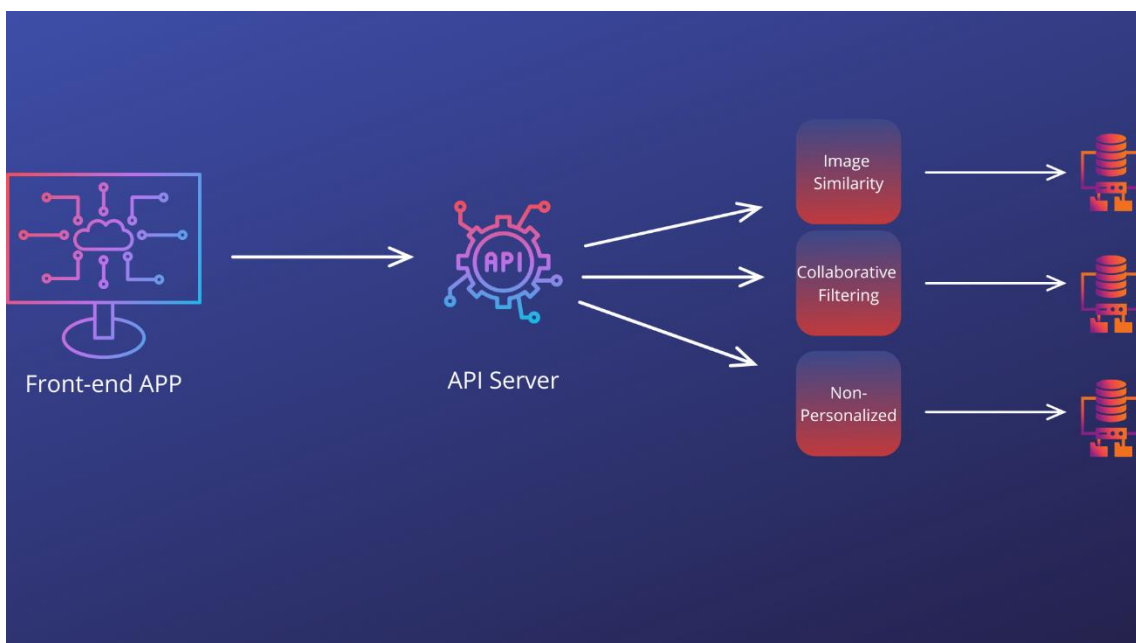 Image
Similarity
Collaborative
Filtering
API
Front-end APP
API Server
Non-
Personalized